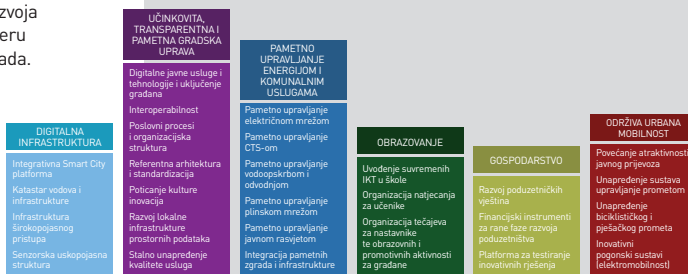 zvoja
eru
ada.
DIGITALNA
INFRASTRUKTURA
Integrativna Smart City
platforma
Katastar vodova i
infrastrukture
Infrastruktura
širokopojasnog
pristupa
Senzorska uskopojasna
struktura
UČINKOVITA,
TRANSPARENTNA I
PAMETNA GRADSKA
UPRAVA
Digitalne javne usluge i
tehnologije i uključenje
građana
Interoperabilnost
Poslovni procesi
i organizacijska
struktura
Referentna arhitektura
i standardizacija
Poticanje kulture
inovacija
Razvoj lokalne
infrastrukture
prostornih podataka
Stalno unapređenje
kvalitete usluga
PAMETNO
UPRAVLJANJE
ENERGIJOM I
KOMUNALNIM
USLUGAMA
Pametno upravljanje
električnom mrežom
Pametno upravljanje
CTS-om
Pametno upravljanje
vodoopskrbom i
odvodnjom
Pametno upravljanje
plinskom mrežom
Pametno upravljanje
javnom rasvjetom
Integracija pametnih
zgrada i infrastrukture
OBRAZOVANJE
Uvođenje suvremenih
IKT u škole
Organizacija natjecanja
za učenike
Organizacija tečajeva
za nastavnike
te obrazovnih i
promotivnih aktivnosti
za građane
GOSPODARSTVO
Razvoj poduzetničkih
vještina
Financijski instrumenti
za rane faze razvoja
poduzetništva
Platforma za testiranje
inovativnih rješenja
ODRŽIVA URBANA
MOBILNOST
Povećanje atraktivnosti
javnog prijevoza
Unapređenje sustava
upravljanje prometom
Unapređenje
biciklističkog i
pješačkog prometa
Inovativni
pogonski sustavi
(elektromobilnost)